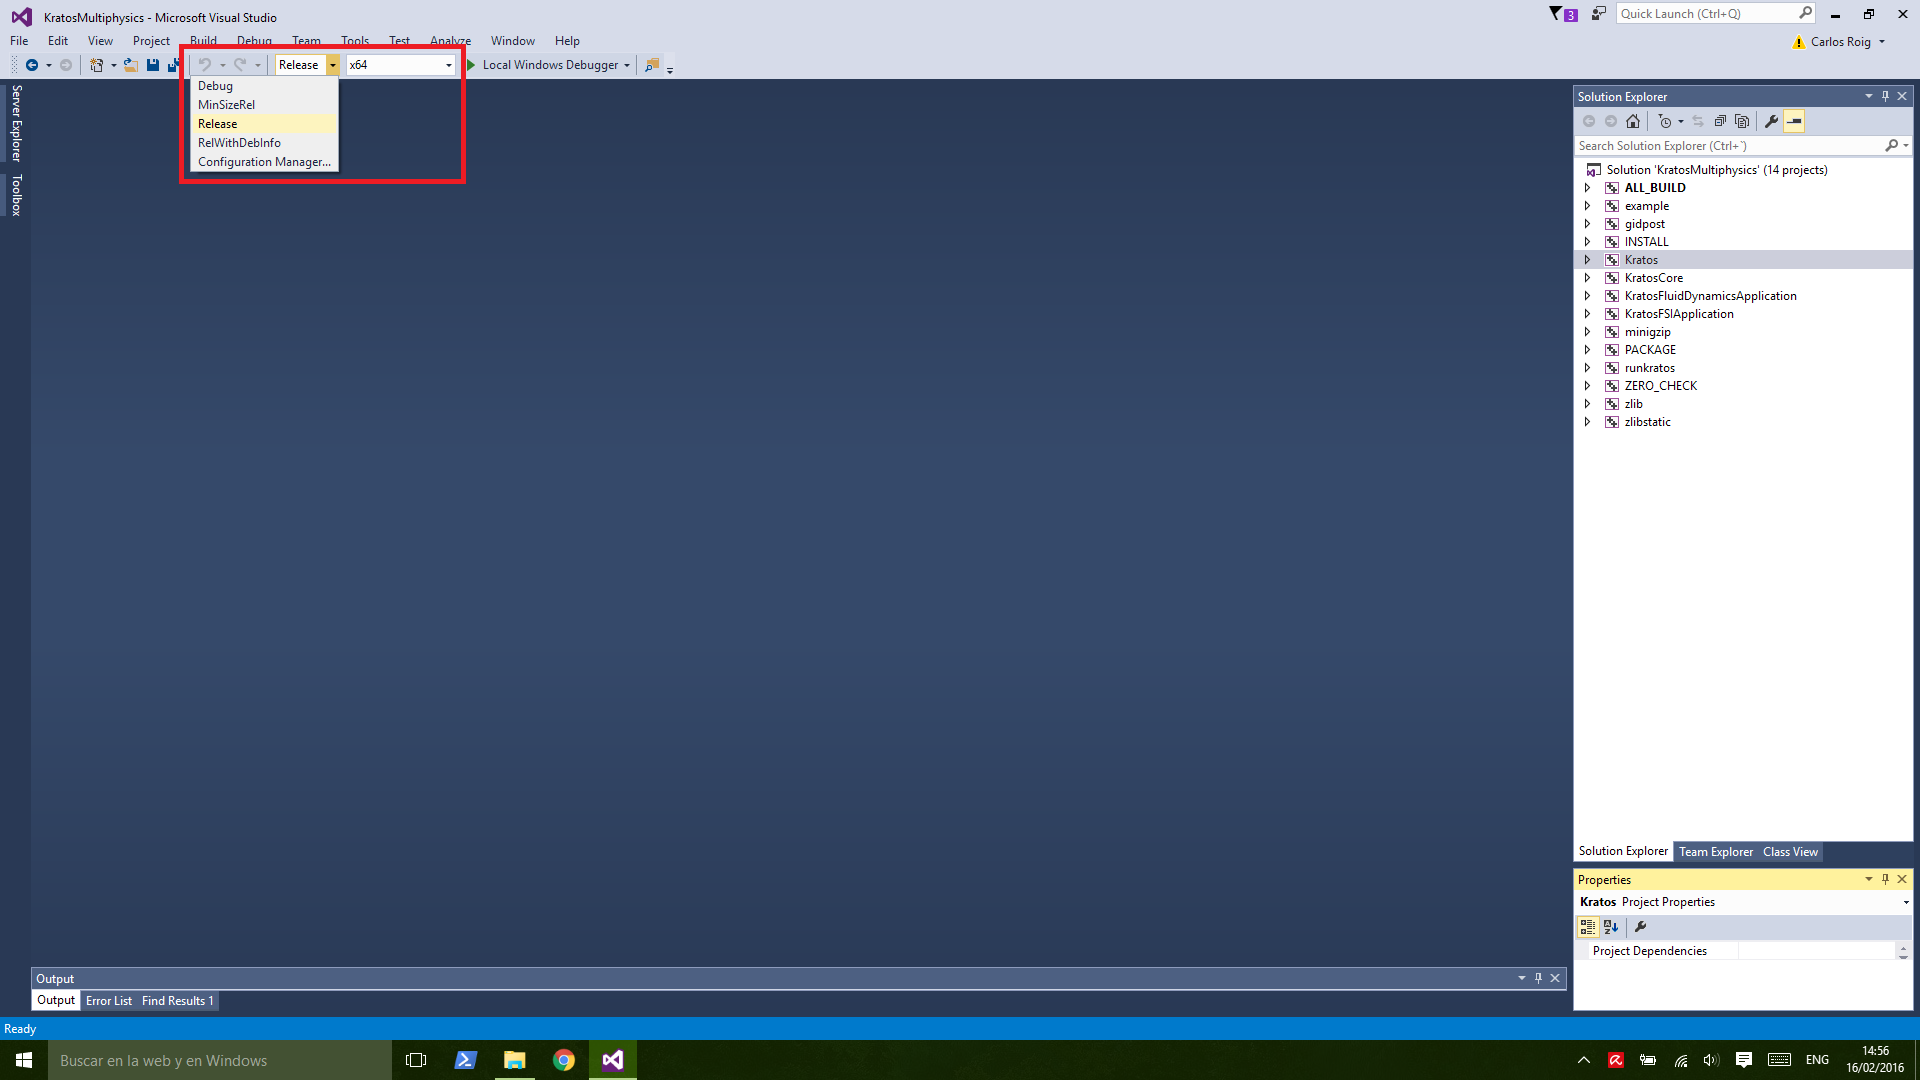 KratosMultiphysics - Microsoft Visual Studio
3
Quick Launch (Ctrl+Q)
File Edit View Project Build Debug Team Tools Test Analyze Window Help
Carlos Roig
Release x64 Local Windows Debugger
Debug
MinSizeRel
Release
RelWithDebInfo
Configuration Manager...
Server Explorer
Toolbox
Solution Explorer
Search Solution Explorer (Ctrl+`)
Solution 'KratosMultiphysics' (14 projects)
ALL_BUILD
example
gidpost
INSTALL
Kratos
KratosCore
KratosFluidDynamicsApplication
KratosFSIApplication
minigzip
PACKAGE
runkratos
ZERO_CHECK
zlib
zlibstatic
Solution Explorer Team Explorer Class View
Properties
Kratos Project Properties
Project Dependencies
Output
Output Error List Find Results 1
Ready
Buscar en la web y en Windows
ENG
14:56
16/02/2016